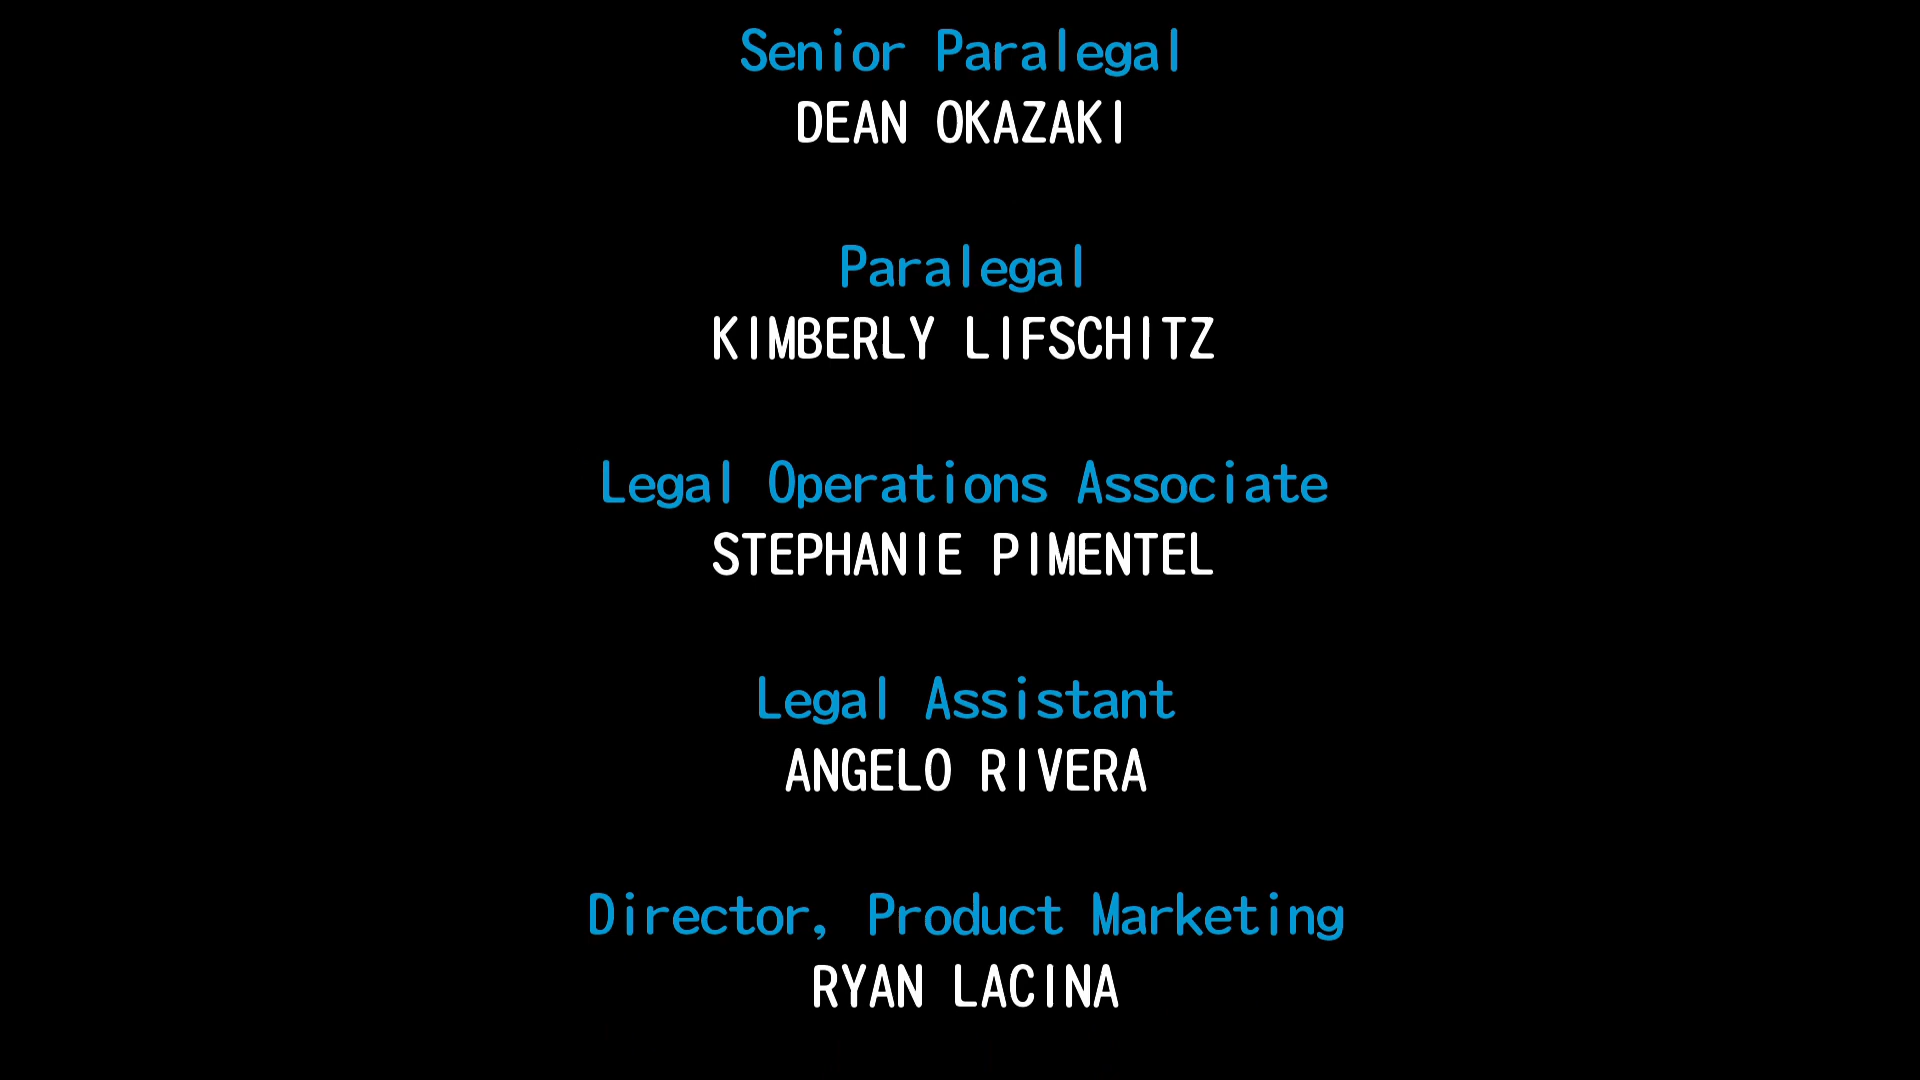 Senior Paralegal
DEAN OKAZAKI
Paralegal
KIMBERLY LIFSCHITZ
Legal Operations Associate
STEPHANIE PIMENTEL
Legal Assistant
ANGELO RIVERA
Director, Product Marketing
RYAN LACINA